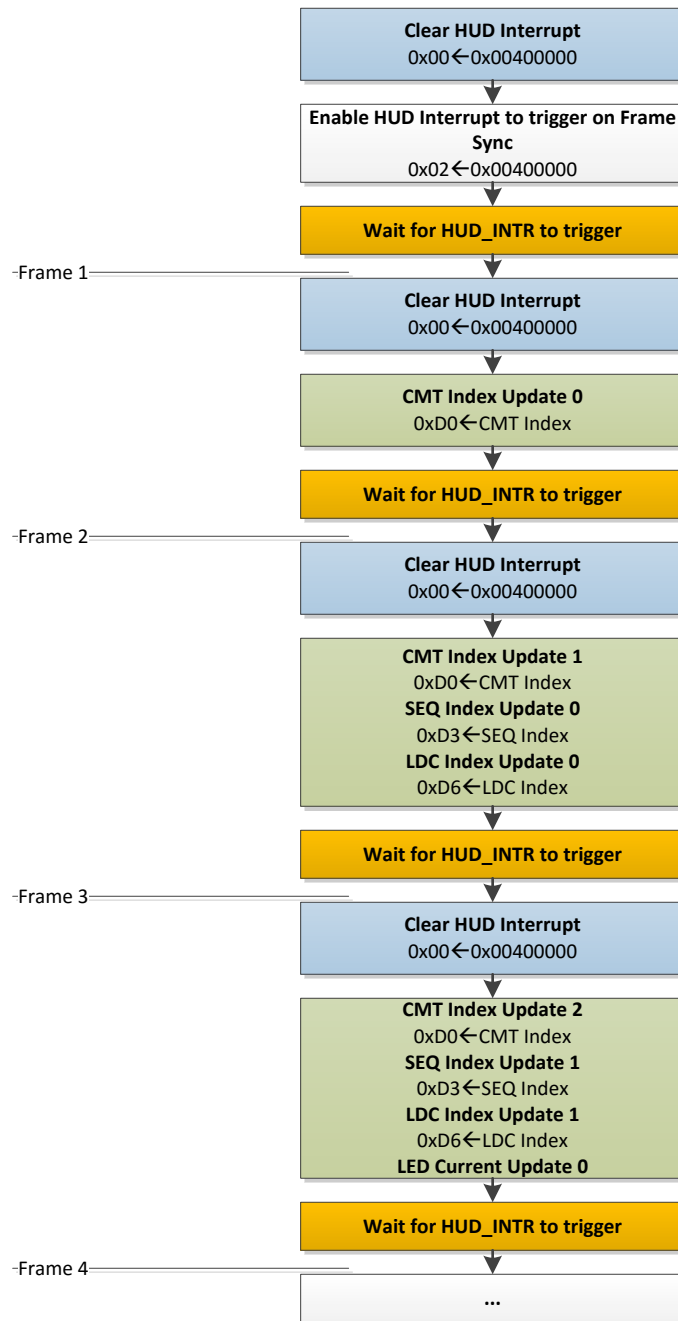 Clear HUD Interrupt
0x00←0x00400000
Enable HUD Interrupt to trigger on Frame
Sync
0x02←0x00400000
Wait for HUD_INTR to trigger
Frame 1
Clear HUD Interrupt
0x00←0x00400000
CMT Index Update 0
0xD0←CMT Index
Wait for HUD_INTR to trigger
Frame 2
Clear HUD Interrupt
0x00←0x00400000
CMT Index Update 1
0xD0←CMT Index
SEQ Index Update 0
0xD3←SEQ Index
LDC Index Update 0
0xD6←LDC Index
Wait for HUD_INTR to trigger
Frame 3
Clear HUD Interrupt
0x00←0x00400000
CMT Index Update 2
0xD0←CMT Index
SEQ Index Update 1
0xD3←SEQ Index
LDC Index Update 1
0xD6←LDC Index
LED Current Update 0
Wait for HUD_INTR to trigger
Frame 4
...